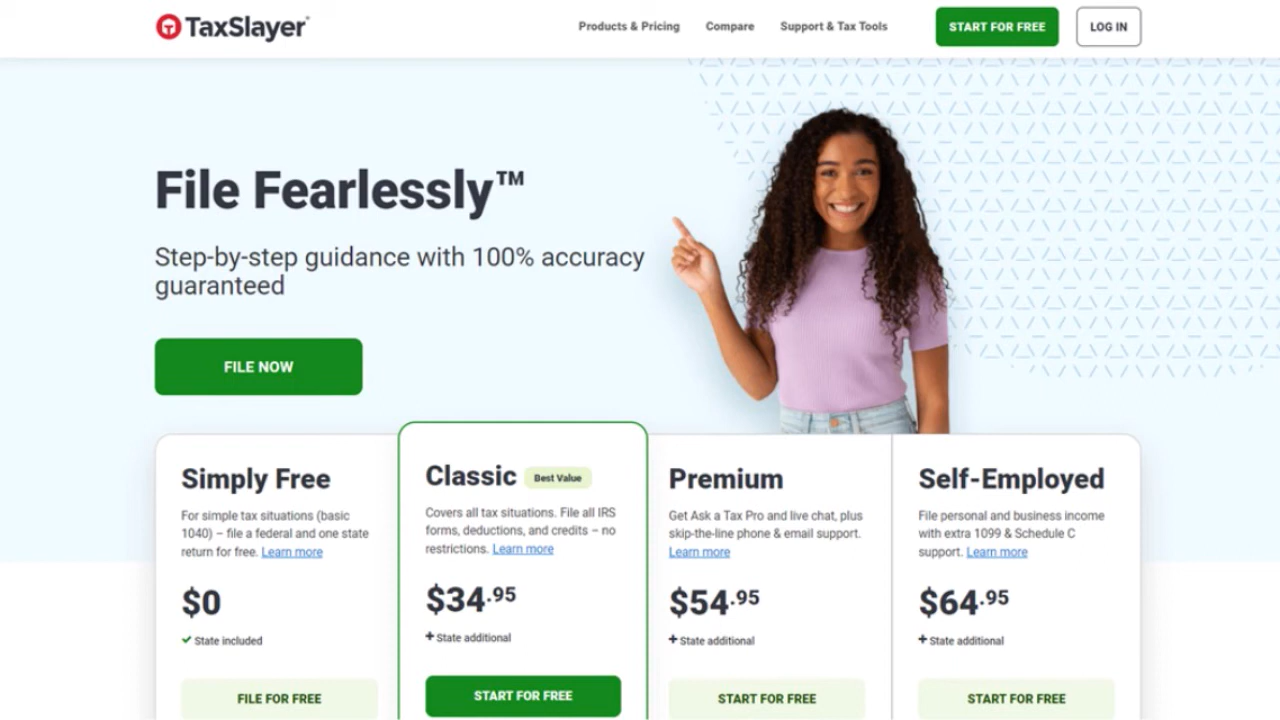 TaxSlayer®
Products & Pricing
Compare
Support & Tax Tools
START FOR FREE
LOG IN
File Fearlessly™
Step-by-step guidance with 100% accuracy
guaranteed
FILE NOW
Simply Free
For simple tax situations (basic
1040) – file a federal and one state
return for free. Learn more
$0
State included
FILE FOR FREE
Classic
Best Value
Covers all tax situations. File all IRS
forms, deductions, and credits – no
restrictions. Learn more
$34.95
+ State additional
START FOR FREE
Premium
Get Ask a Tax Pro and live chat, plus
skip-the-line phone & email support.
Learn more
$54.95
+ State additional
START FOR FREE
Self-Employed
File personal and business income
with extra 1099 & Schedule C
support. Learn more
$64.95
+ State additional
START FOR FREE